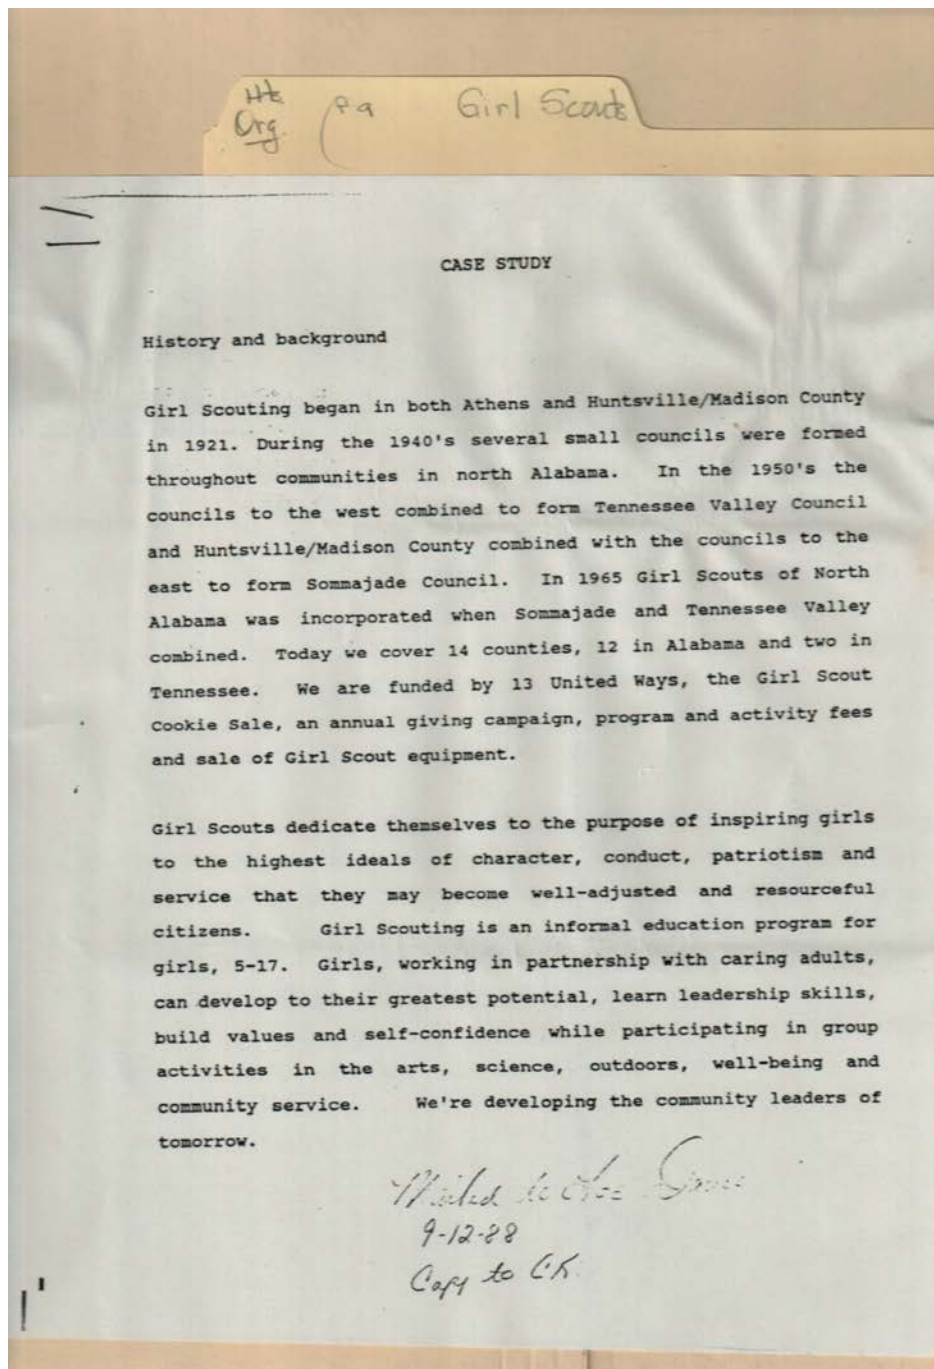 Hts.
Org.
Girl Scouts
CASE STUDY
History and background
Girl Scouting began in both Athens and Huntsville/Madison County
in 1921. During the 1940's several small councils were formed
throughout communities in north Alabama. In the 1950's the
councils to the west combined to form Tennessee Valley Council
and Huntsville/Madison County combined with the councils to the
east to form Sommajade Council. In 1965 Girl Scouts of North
Alabama was incorporated when Sommajade and Tennessee Valley
combined. Today we cover 14 counties, 12 in Alabama and two in
Tennessee. We are funded by 13 United Ways, the Girl Scout
Cookie Sale, an annual giving campaign, program and activity fees
and sale of Girl Scout equipment.
Girl Scouts dedicate themselves to the purpose of inspiring girls
to the highest ideals of character, conduct, patriotism and
service that they may become well-adjusted and resourceful
citizens. Girl Scouting is an informal education program for
girls, 5-17. Girls, working in partnership with caring adults,
can develop to their greatest potential, learn leadership skills,
build values and self-confidence while participating in group
activities in the arts, science, outdoors, well-being and
community service. We're developing the community leaders of
tomorrow.
9-12-88
Copy to